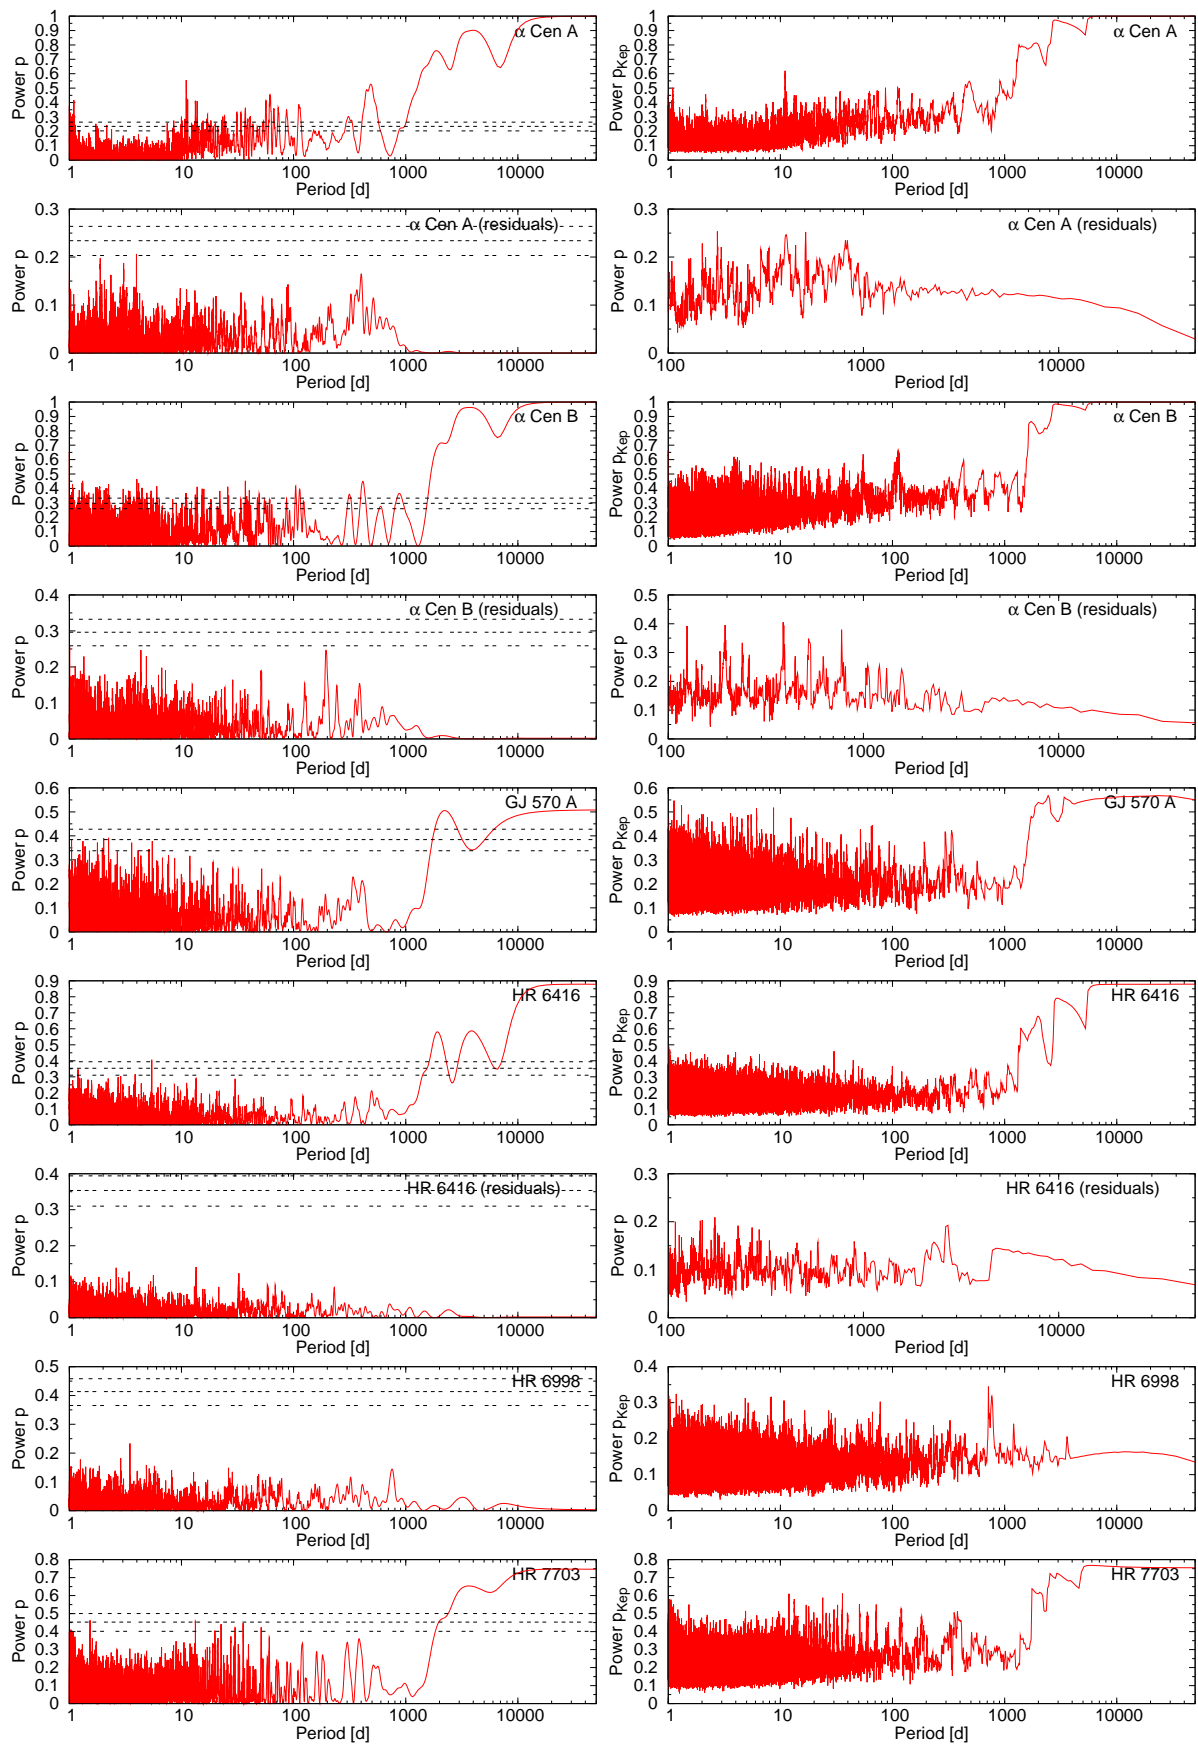 1 0.9 0.8 0.7 0.6 0.5 0.4 0.3 0.2 0.1 0
Power p
α Cen A
1 10 100 1000 10000
Period [d]
1 0.9 0.8 0.7 0.6 0.5 0.4 0.3 0.2 0.1 0
Power pKep
α Cen A
1 10 100 1000 10000
Period [d]
0.3 0.2 0.1 0
Power p
α Cen A (residuals)
1 10 100 1000 10000
Period [d]
0.3 0.2 0.1 0
Power pKep
α Cen A (residuals)
100 1000 10000
Period [d]
1 0.9 0.8 0.7 0.6 0.5 0.4 0.3 0.2 0.1 0
Power p
α Cen B
1 10 100 1000 10000
Period [d]
1 0.9 0.8 0.7 0.6 0.5 0.4 0.3 0.2 0.1 0
Power pKep
α Cen B
1 10 100 1000 10000
Period [d]
0.4 0.3 0.2 0.1 0
Power p
α Cen B (residuals)
1 10 100 1000 10000
Period [d]
0.5 0.4 0.3 0.2 0.1 0
Power pKep
α Cen B (residuals)
100 1000 10000
Period [d]
0.6 0.5 0.4 0.3 0.2 0.1 0
Power p
GJ 570 A
1 10 100 1000 10000
Period [d]
0.6 0.5 0.4 0.3 0.2 0.1 0
Power pKep
GJ 570 A
1 10 100 1000 10000
Period [d]
0.9 0.8 0.7 0.6 0.5 0.4 0.3 0.2 0.1 0
Power p
HR 6416
1 10 100 1000 10000
Period [d]
0.9 0.8 0.7 0.6 0.5 0.4 0.3 0.2 0.1 0
Power pKep
HR 6416
1 10 100 1000 10000
Period [d]
0.4 0.3 0.2 0.1 0
Power p
HR 6416 (residuals)
1 10 100 1000 10000
Period [d]
0.3 0.2 0.1 0
Power pKep
HR 6416 (residuals)
100 1000 10000
Period [d]
0.5 0.4 0.3 0.2 0.1 0
Power p
HR 6998
1 10 100 1000 10000
Period [d]
0.4 0.3 0.2 0.1 0
Power pKep
HR 6998
1 10 100 1000 10000
Period [d]
0.8 0.7 0.6 0.5 0.4 0.3 0.2 0.1 0
Power p
HR 7703
1 10 100 1000 10000
Period [d]
0.8 0.7 0.6 0.5 0.4 0.3 0.2 0.1 0
Power pKep
HR 7703
1 10 100 1000 10000
Period [d]